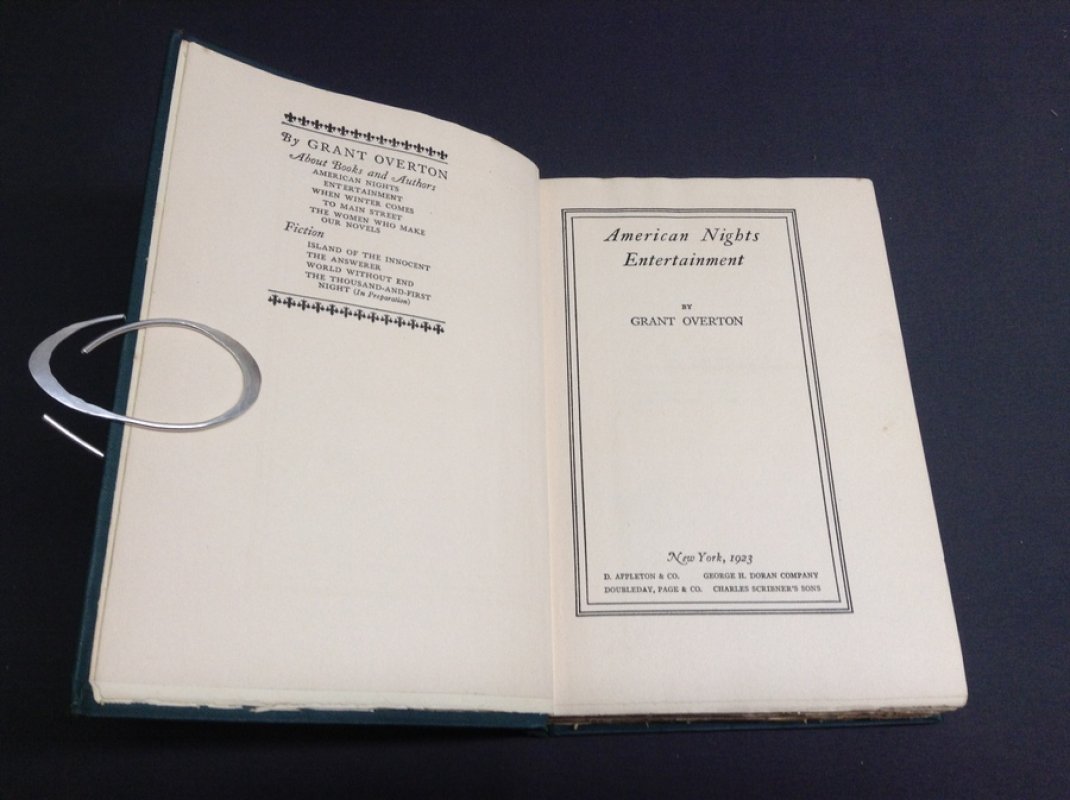 By GRANT OVERTON
About Books and Authors
AMERICAN NIGHTS
ENTERTAINMENT
WHEN WINTER COMES
TO MAIN STREET
THE WOMEN WHO MAKE
OUR NOVELS
Fiction
ISLAND OF THE INNOCENT
THE ANSWERER
WORLD WITHOUT END
THE THOUSAND-AND-FIRST
NIGHT (In Preparation)
American Nights
Entertainment
BY
GRANT OVERTON
New York, 1923
D. APPLETON & CO. GEORGE H. DORAN COMPANY
DOUBLEDAY, PAGE & CO. CHARLES SCRIBNER'S SONS